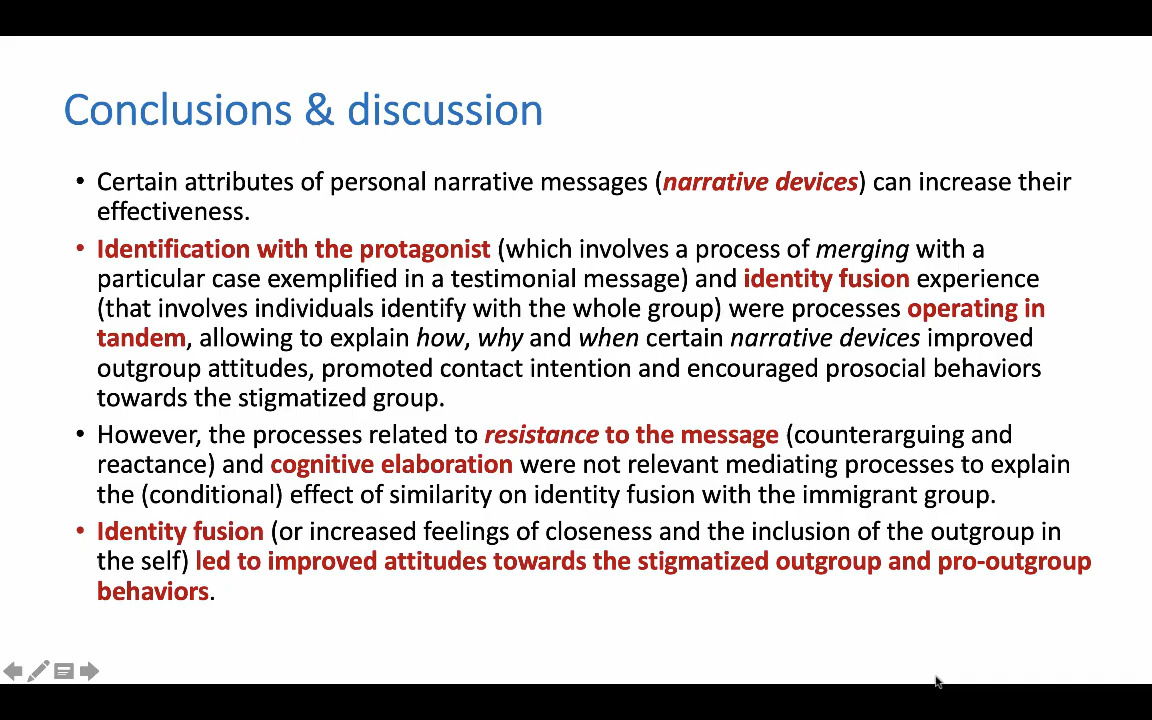 Conclusions & discussion
• Certain attributes of personal narrative messages (narrative devices) can increase their
effectiveness.
• Identification with the protagonist (which involves a process of merging with a
particular case exemplified in a testimonial message) and identity fusion experience
(that involves individuals identify with the whole group) were processes operating in
tandem, allowing to explain how, why and when certain narrative devices improved
outgroup attitudes, promoted contact intention and encouraged prosocial behaviors
towards the stigmatized group.
• However, the processes related to resistance to the message (counterarguing and
reactance) and cognitive elaboration were not relevant mediating processes to explain
the (conditional) effect of similarity on identity fusion with the immigrant group.
• Identity fusion (or increased feelings of closeness and the inclusion of the outgroup in
the self) led to improved attitudes towards the stigmatized outgroup and pro-outgroup
behaviors.